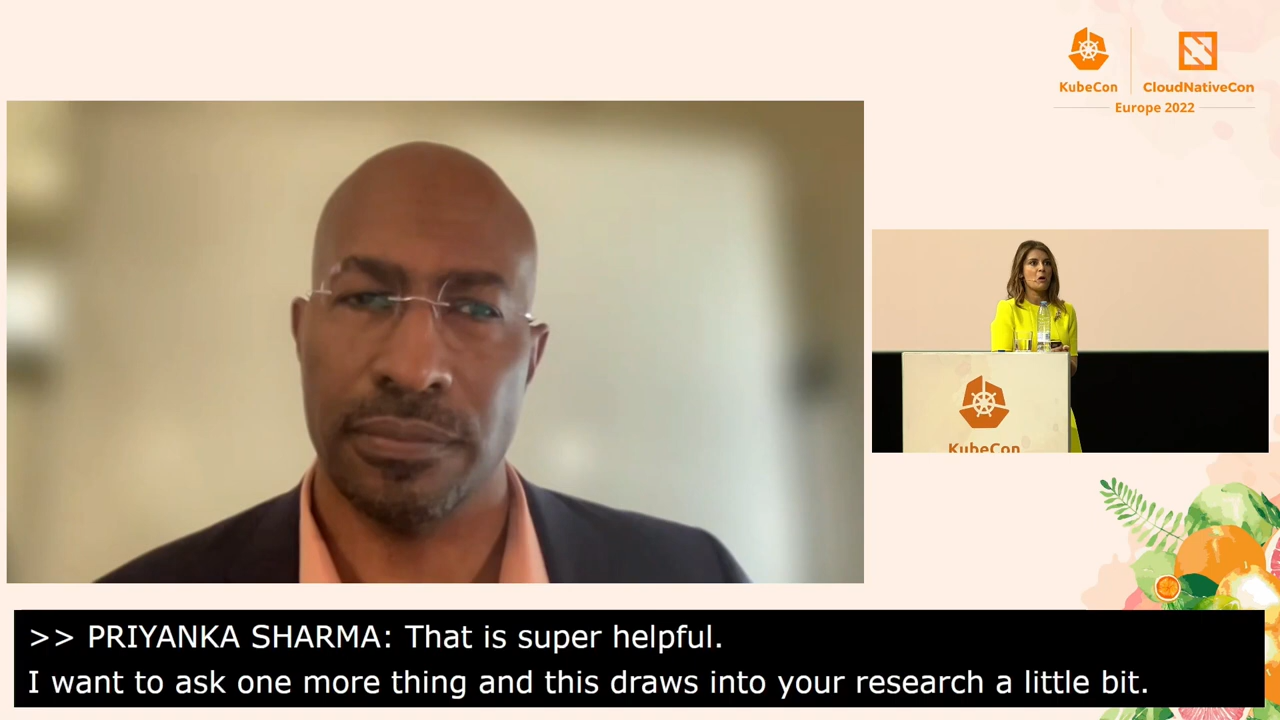 KubeCon
CloudNativeCon
Europe 2022
KubeCon
>> PRIYANKA SHARMA: That is super helpful.
I want to ask one more thing and this draws into your research a little bit.